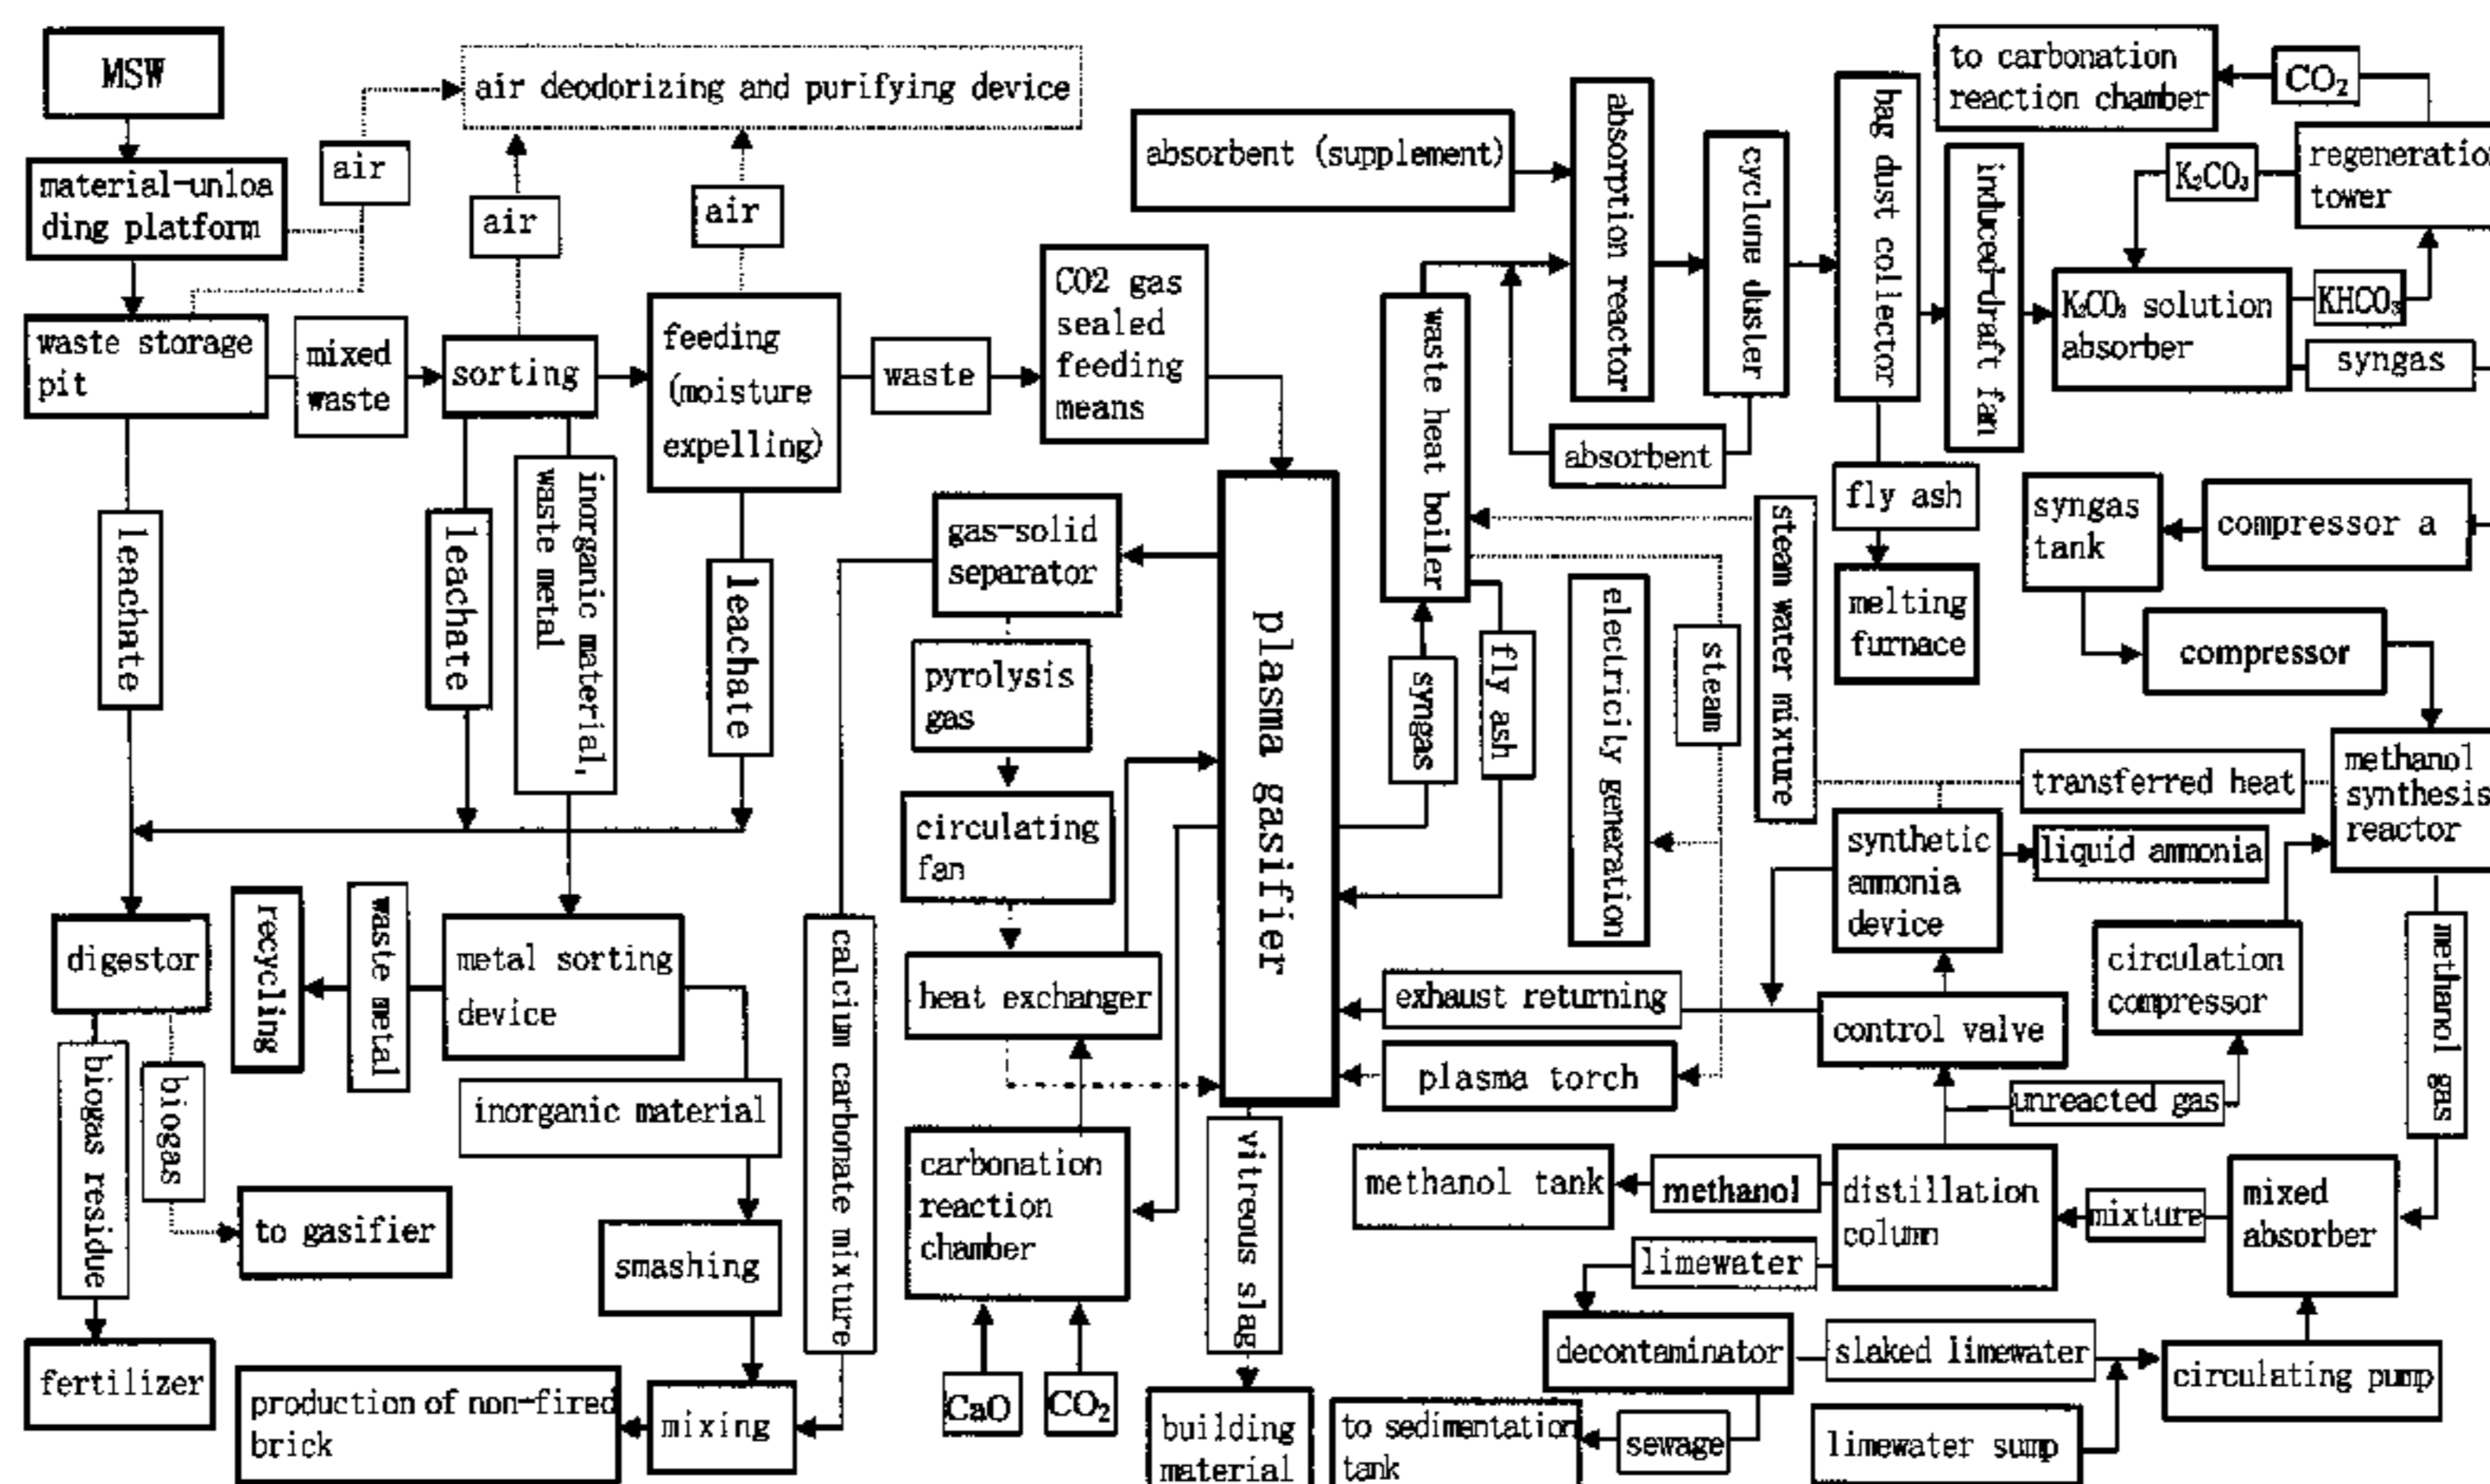 MSW
material-unloa
ding platform
waste storage
pit
air
air
air
air deodorizing and purifying device
mixed
waste
sorting
feeding
(moisture
expelling)
waste
CO2 gas
sealed
feeding
means
leachate
leachate
inorganic material,
waste metal
leachate
digestor
recycling
waste metal
metal sorting
device
inorganic material
biogas residue
biogas
to gasifier
fertilizer
smashing
mixing
production of non-fired
brick
calcium carbonate mixture
gas-solid
separator
pyrolysis
gas
circulating
fan
heat exchanger
carbonation
reaction
chamber
CaO
CO₂
plasma gasifier
vitreous slag
building
material
absorbent (supplement)
absorption reactor
cyclone duster
bag dust collector
induced-draft fan
waste heat boiler
absorbent
syngas
fly ash
electricity generation
steam
steam water mixture
fly ash
melting
furnace
to carbonation
reaction chamber
CO₂
K₂CO₃
regeneration
tower
K₂CO₃ solution
absorber
KHCO₃
syngas
syngas
tank
compressor a
compressor
methanol
synthesis
reactor
transferred heat
synthetic
ammonia
device
liquid ammonia
circulation
compressor
methanol gas
exhaust returning
control valve
plasma torch
unreacted gas
methanol tank
methanol
distillation
column
mixture
mixed
absorber
limewater
decontaminator
slaked limewater
circulating pump
to sedimentation
tank
sewage
limewater sump